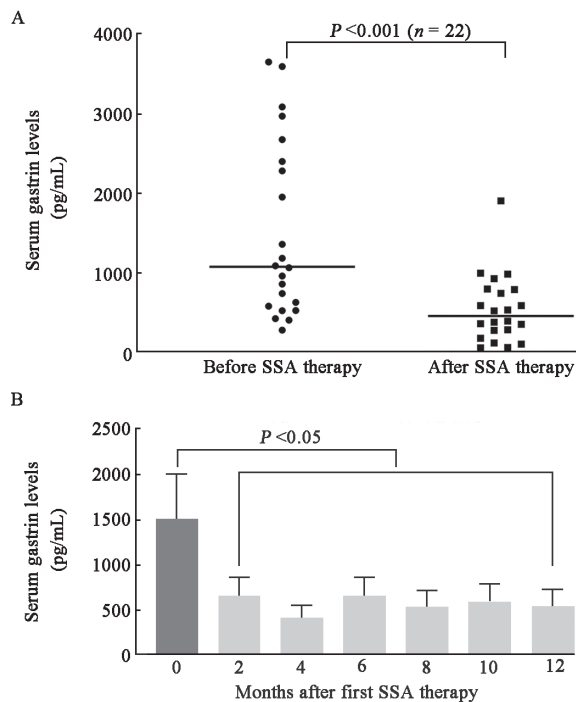 A
P <0.001 (n = 22)
Serum gastrin levels
(pg/mL)
4000
3000
2000
1000
0
Before SSA therapy
After SSA therapy
B
P <0.05
Serum gastrin levels
(pg/mL)
2500
2000
1500
1000
500
0
0 2 4 6 8 10 12
Months after first SSA therapy